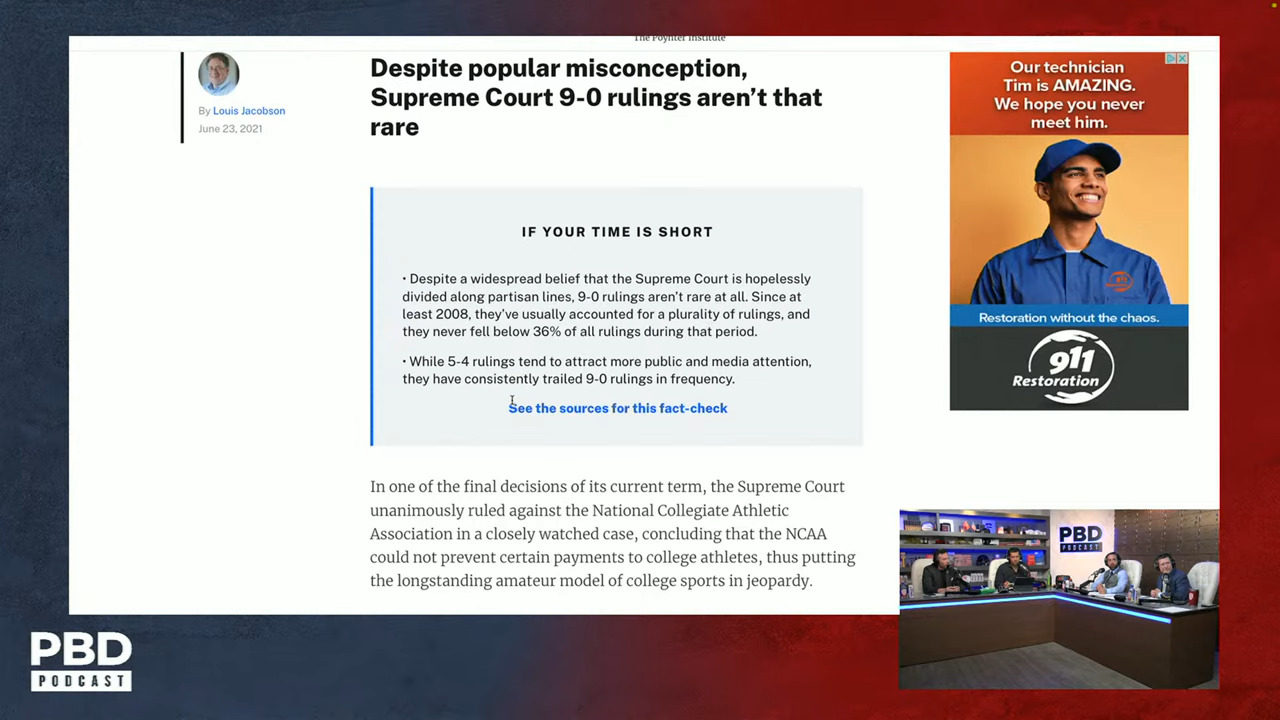 The Poynter Institute
By Louis Jacobson
June 23, 2021
Despite popular misconception,
Supreme Court 9-0 rulings aren’t that
rare
IF YOUR TIME IS SHORT
• Despite a widespread belief that the Supreme Court is hopelessly
divided along partisan lines, 9-0 rulings aren’t rare at all. Since at
least 2008, they’ve usually accounted for a plurality of rulings, and
they never fell below 36% of all rulings during that period.
• While 5-4 rulings tend to attract more public and media attention,
they have consistently trailed 9-0 rulings in frequency.
See the sources for this fact-check
In one of the final decisions of its current term, the Supreme Court
unanimously ruled against the National Collegiate Athletic
Association in a closely watched case, concluding that the NCAA
could not prevent certain payments to college athletes, thus putting
the longstanding amateur model of college sports in jeopardy.
Our technician
Tim is AMAZING.
We hope you never
meet him.
Restoration without the chaos.
911
Restoration
PBD
PODCAST
PBD
PODCAST